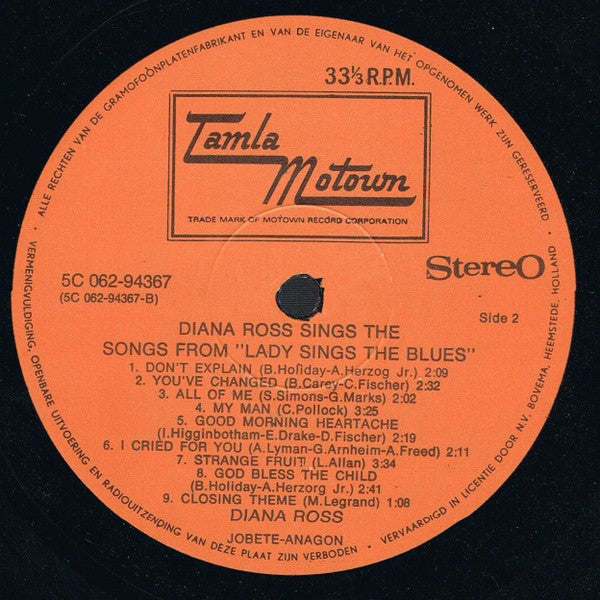 ALLE RECHTEN VAN DE GRAMOFOONPLATENFABRIKANT EN VAN DE EIGENAAR VAN HET OPGENOMEN WERK ZIJN GERESERVEERD
33⅓ R.P.M.
Tamla
Motown
TRADE MARK OF MOTOWN RECORD CORPORATION
5C 062-94367
(5C 062-94367-B)
StereO
Side 2
DIANA ROSS SINGS THE
SONGS FROM "LADY SINGS THE BLUES"
1. DON'T EXPLAIN (B.Holiday-A.Herzog Jr.) 2:09
2. YOU'VE CHANGED (B.Carey-C.Fischer) 2:32
3. ALL OF ME (S.Simons-G.Marks) 2:02
4. MY MAN (C.Pollock) 3:25
5. GOOD MORNING HEARTACHE
(I.Higginbotham-E.Drake-D.Fischer) 2:19
6. I CRIED FOR YOU (A.Lyman-G.Arnheim-A.Freed) 2:11
7. STRANGE FRUIT (L.Allan) 3:34
8. GOD BLESS THE CHILD
(B.Holiday-A.Herzorg Jr.) 2:41
9. CLOSING THEME (M.Legrand) 1:08
DIANA ROSS
JOBETE-ANAGON
• VERMENIGVULDIGING, OPENBARE UITVOERING EN RADIOUITZENDING VAN DEZE PLAAT ZIJN VERBODEN •
VERVAARDIGD IN LICENTIE DOOR N.V. BOVEMA, HEEMSTEDE, HOLLAND •